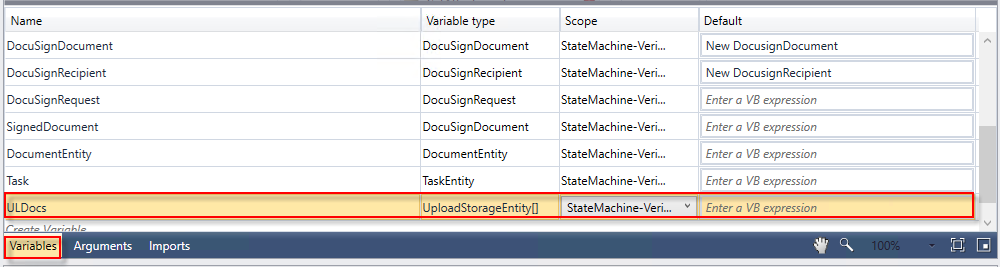 Name Variable type Scope Default
DocuSignDocument DocuSignDocument StateMachine-Veri... New DocusignDocument
DocuSignRecipient DocuSignRecipient StateMachine-Veri... New DocusignRecipient
DocuSignRequest DocuSignRequest StateMachine-Veri... Enter a VB expression
SignedDocument DocuSignDocument StateMachine-Veri... Enter a VB expression
DocumentEntity DocumentEntity StateMachine-Veri... Enter a VB expression
Task TaskEntity StateMachine-Veri... Enter a VB expression
ULDocs UploadStorageEntity[] StateMachine-Veri... Enter a VB expression
Create Variable
Variables Arguments Imports 100%